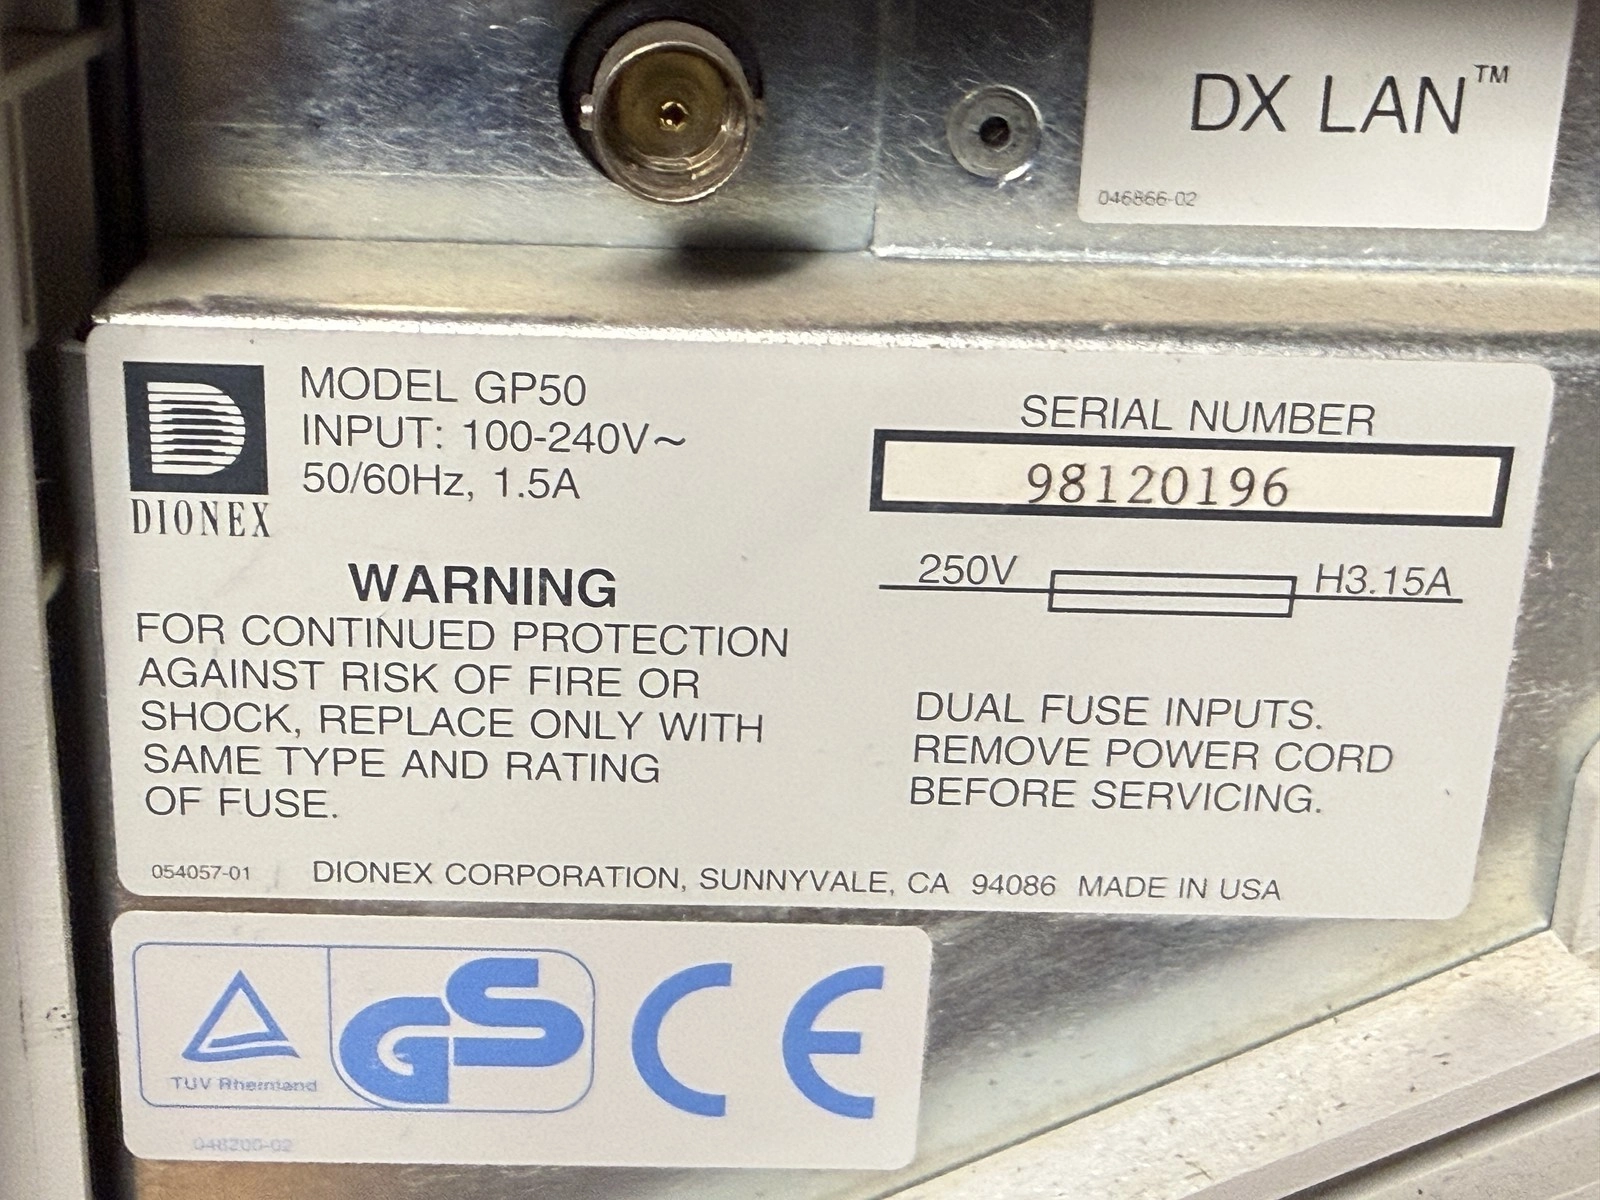 DX LAN™
046866-02
DIONEX
MODEL GP50
INPUT: 100-240V~
50/60Hz, 1.5A
SERIAL NUMBER
98120196
250V H3.15A
WARNING
FOR CONTINUED PROTECTION
AGAINST RISK OF FIRE OR
SHOCK, REPLACE ONLY WITH
SAME TYPE AND RATING
OF FUSE.
DUAL FUSE INPUTS.
REMOVE POWER CORD
BEFORE SERVICING.
054057-01 DIONEX CORPORATION, SUNNYVALE, CA 94086 MADE IN USA
TUV Rheinland
GS
CE